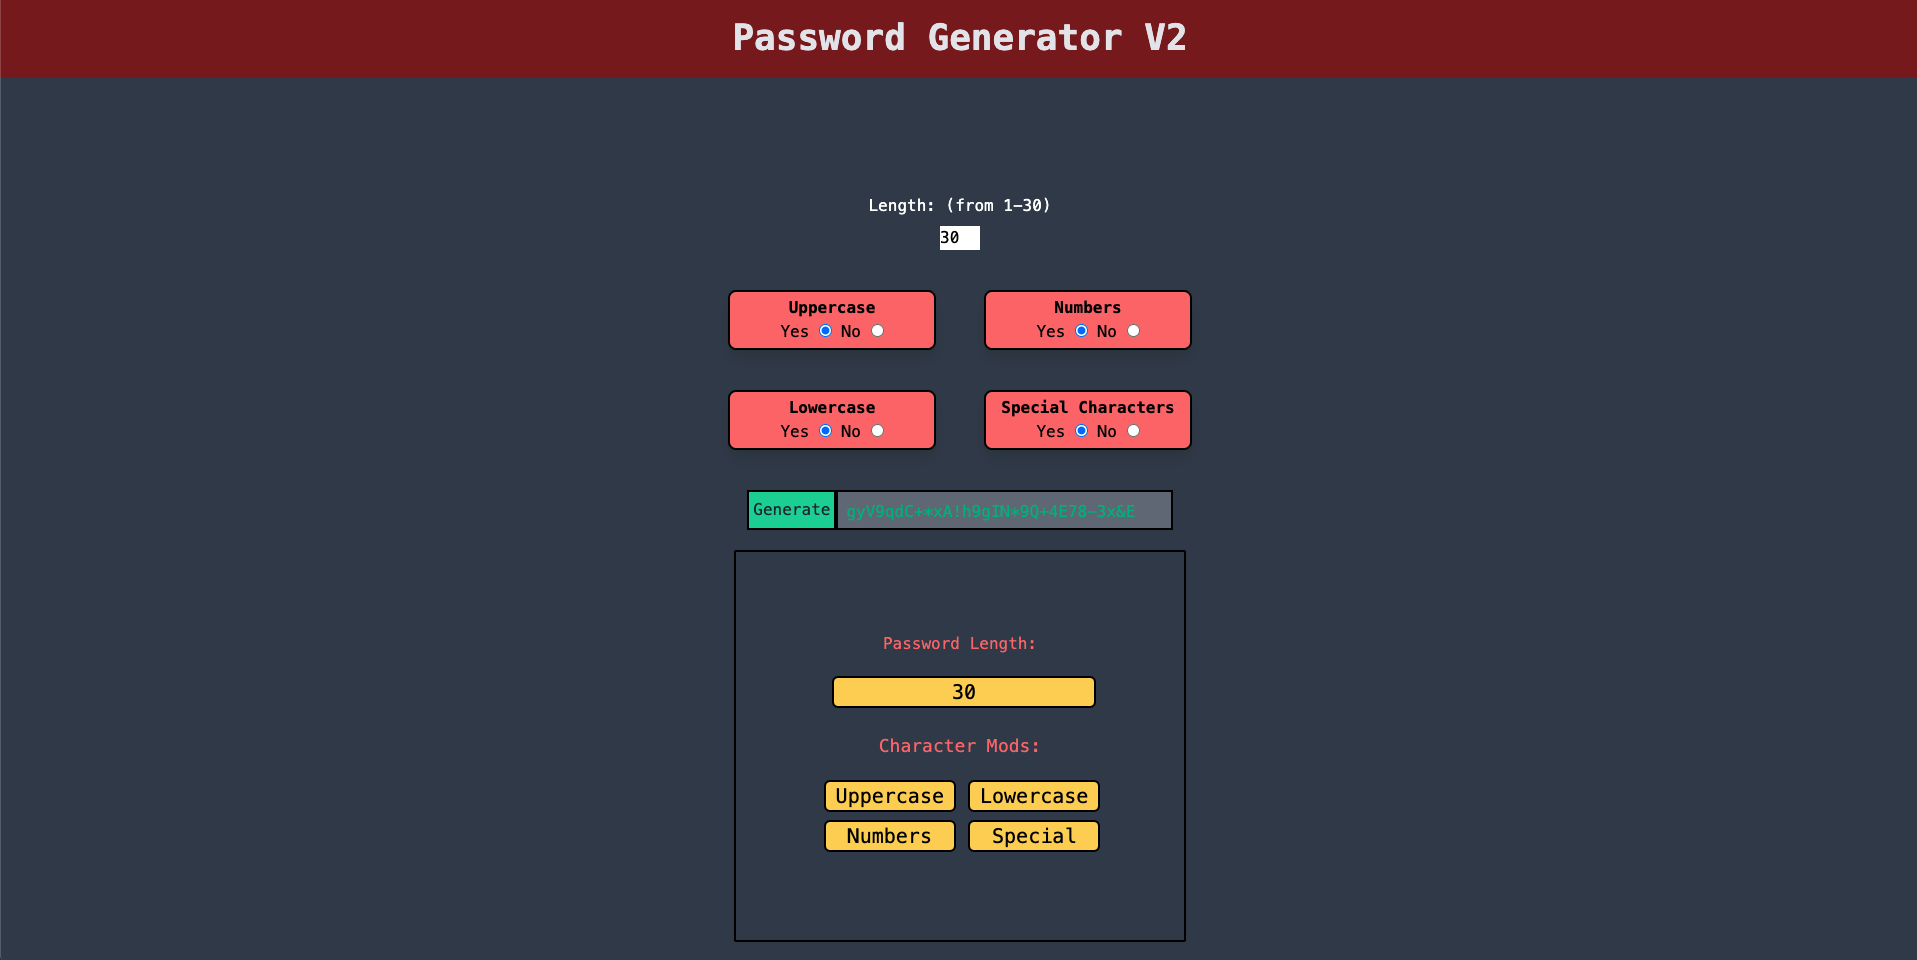 Password Generator V2
Length: (from 1-30)
30
Uppercase
Yes No
Numbers
Yes No
Lowercase
Yes No
Special Characters
Yes No
Generate
gyV9qdC+*xA!h9gIN*9Q+4E78-3x&E
Password Length:
30
Character Mods:
Uppercase Lowercase
Numbers Special